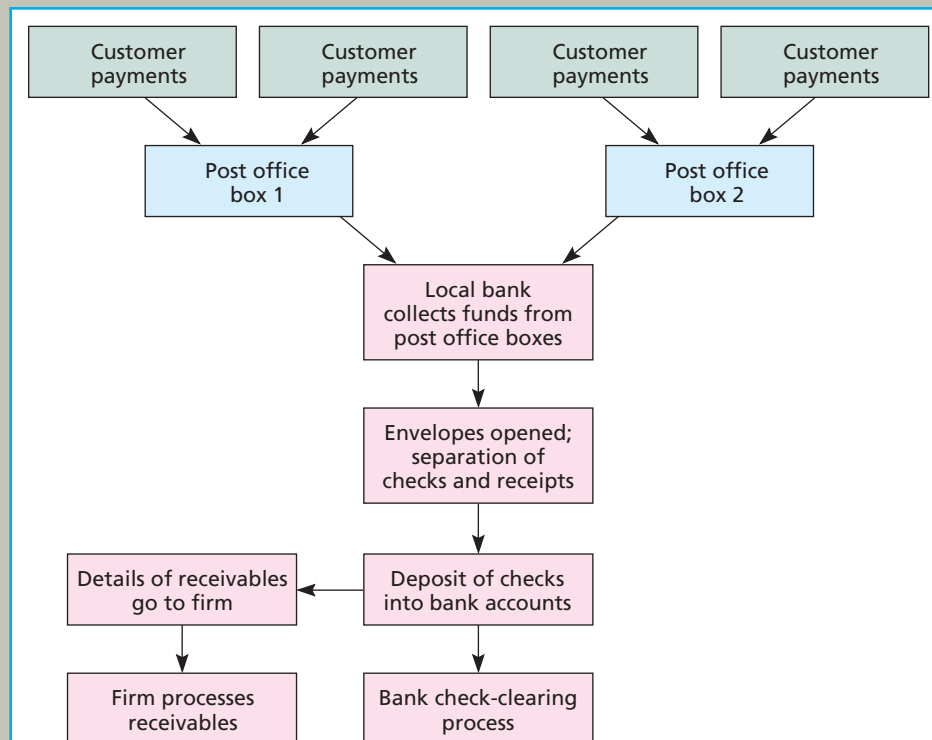 Customer
payments
Customer
payments
Customer
payments
Customer
payments
Post office
box 1
Post office
box 2
Local bank
collects funds from
post office boxes
Envelopes opened;
separation of
checks and receipts
Details of receivables
go to firm
Deposit of checks
into bank accounts
Firm processes
receivables
Bank check-clearing
process